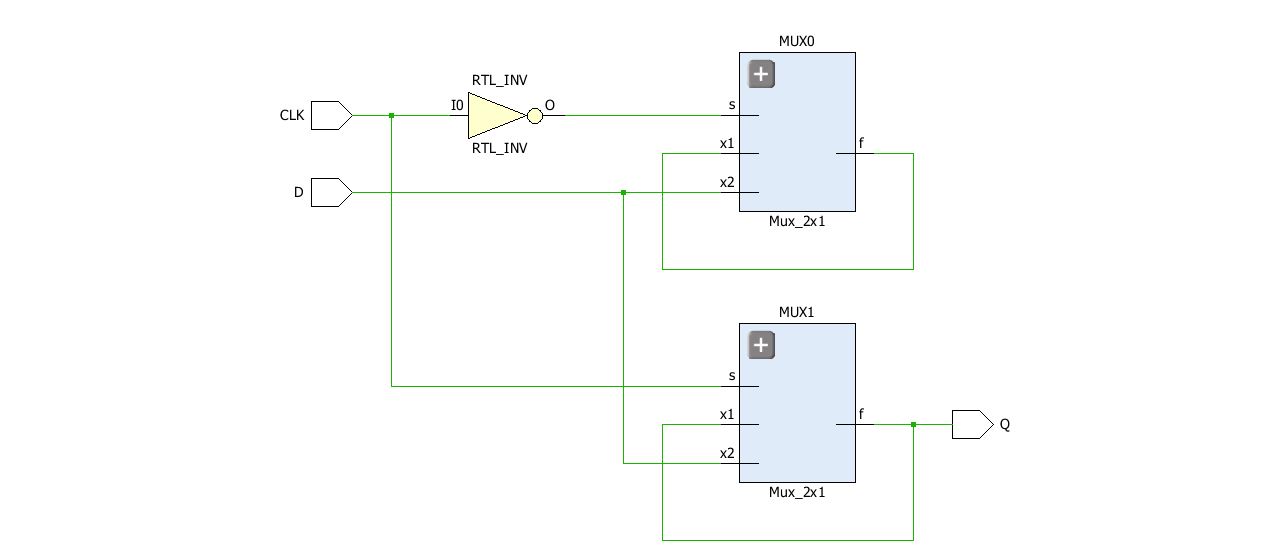 MUX0
RTL_INV
CLK
I0
O
s
RTL_INV
x1
f
D
x2
Mux_2x1
MUX1
s
x1
f
Q
x2
Mux_2x1